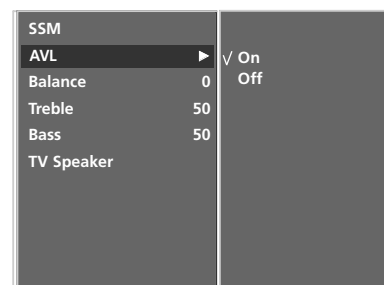 SSM
AVL ▶
Balance 0
Treble 50
Bass 50
TV Speaker
√ On
Off